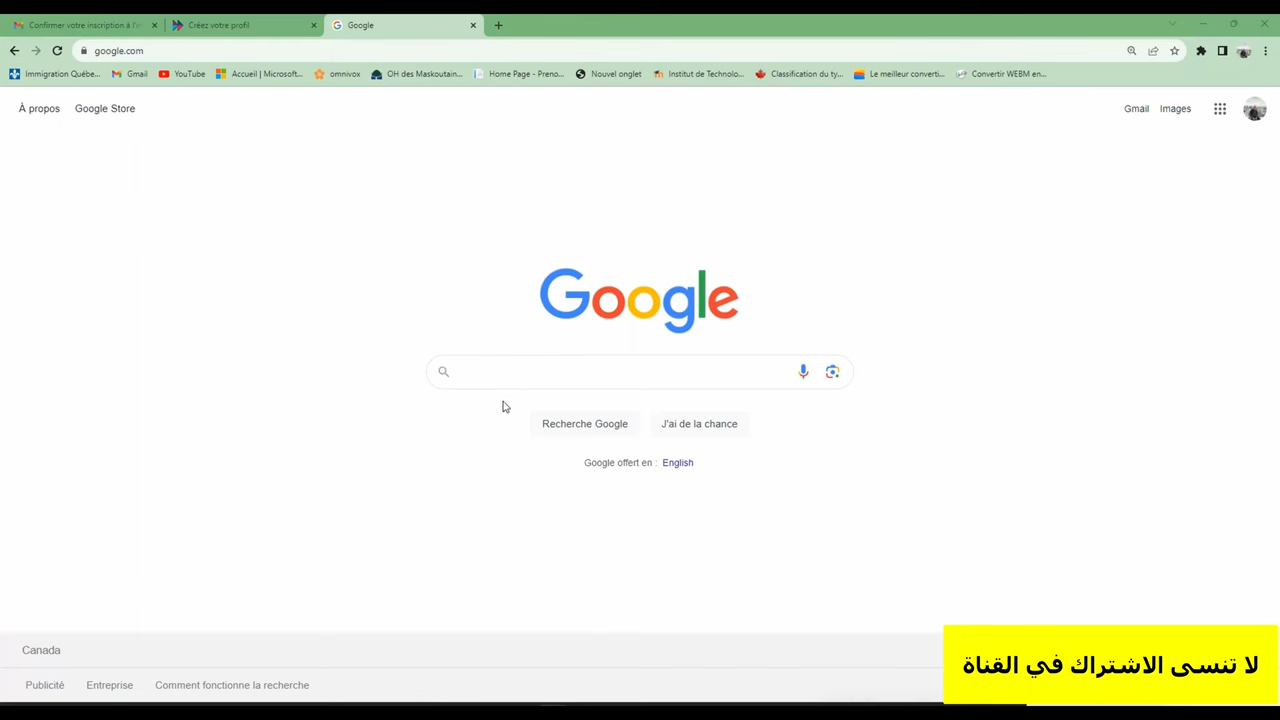 Confirmer votre inscription à l'in
Créez votre profil
Google
google.com
Immigration Québe...
Gmail
YouTube
Accueil | Microsoft...
omnivox
OH des Maskoutain...
Home Page - Preno...
Nouvel onglet
Institut de Technolo...
Classification du ty...
Le meilleur converti...
Convertir WEBM en...
À propos
Google Store
Gmail
Images
Google
Recherche Google
J'ai de la chance
Google offert en : English
Canada
Publicité
Entreprise
Comment fonctionne la recherche
لا تنسى الاشتراك في القناة